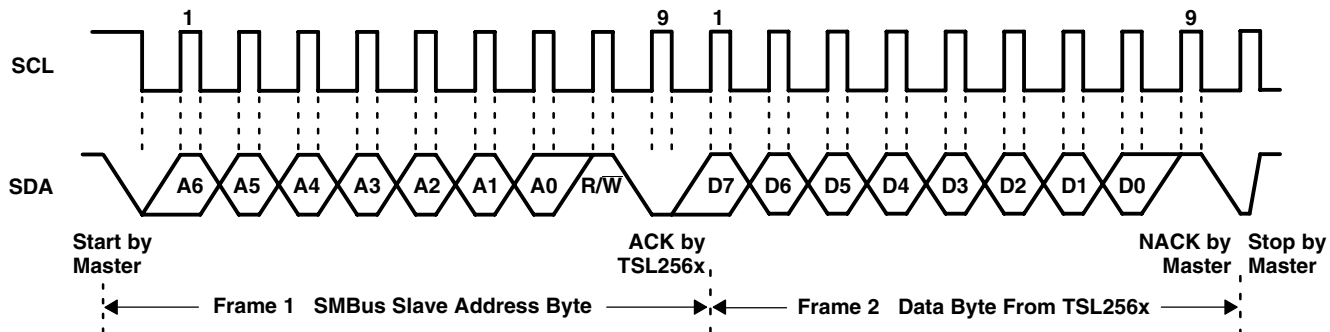 1 9 1 9
SCL
SDA A6 A5 A4 A3 A2 A1 A0 R/W̅ D7 D6 D5 D4 D3 D2 D1 D0
Start by Master
ACK by TSL256x
NACK by Master
Stop by Master
Frame 1 SMBus Slave Address Byte
Frame 2 Data Byte From TSL256x